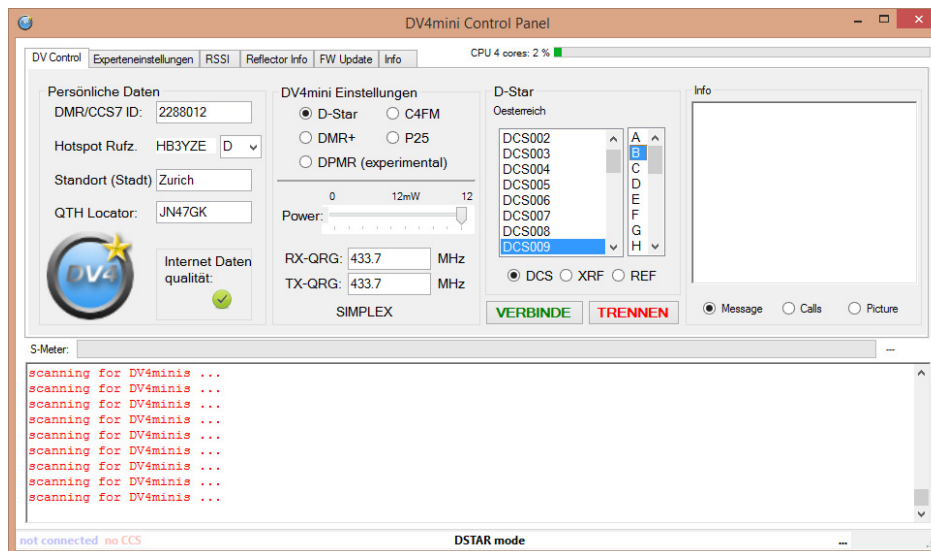 DV4mini Control Panel
DV Control Experteneinstellungen RSSI Reflector Info FW Update Info
CPU 4 cores: 2 %
Persönliche Daten
DMR/CCS7 ID: 2288012
Hotspot Rufz. HB3YZE D
Standort (Stadt) Zurich
QTH Locator: JN47GK
DV4
Internet Daten
qualität:
DV4mini Einstellungen
D-Star C4FM
DMR+ P25
DPMR (experimental)
0 12mW 12
Power:
RX-QRG: 433.7 MHz
TX-QRG: 433.7 MHz
SIMPLEX
D-Star
Oesterreich
DCS002 A
DCS003 B
DCS004 C
DCS005 D
DCS006 E
DCS007 F
DCS008 G
DCS009 H
DCS XRF REF
VERBINDE TRENNEN
Info
Message Calls Picture
S-Meter: ---
scanning for DV4minis ...
scanning for DV4minis ...
scanning for DV4minis ...
scanning for DV4minis ...
scanning for DV4minis ...
scanning for DV4minis ...
scanning for DV4minis ...
scanning for DV4minis ...
scanning for DV4minis ...
not connected no CCS DSTAR mode ...